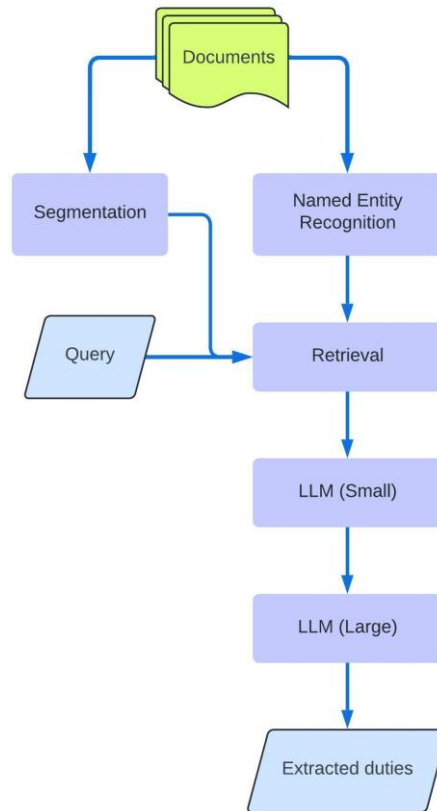 Documents
Segmentation
Named Entity
Recognition
Query
Retrieval
LLM (Small)
LLM (Large)
Extracted duties